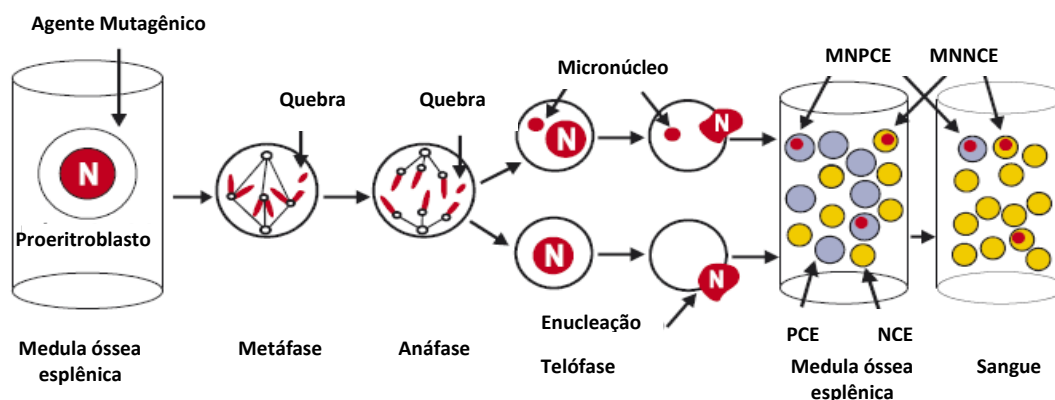 Agente Mutagênico
MNPCE
MNNCE
Micronúcleo
Quebra
Quebra
N
N
N
N
N
Proeritroblasto
Enucleação
PCE
NCE
Medula óssea
esplênica
Metáfase
Anáfase
Telófase
Medula óssea
esplênica
Sangue